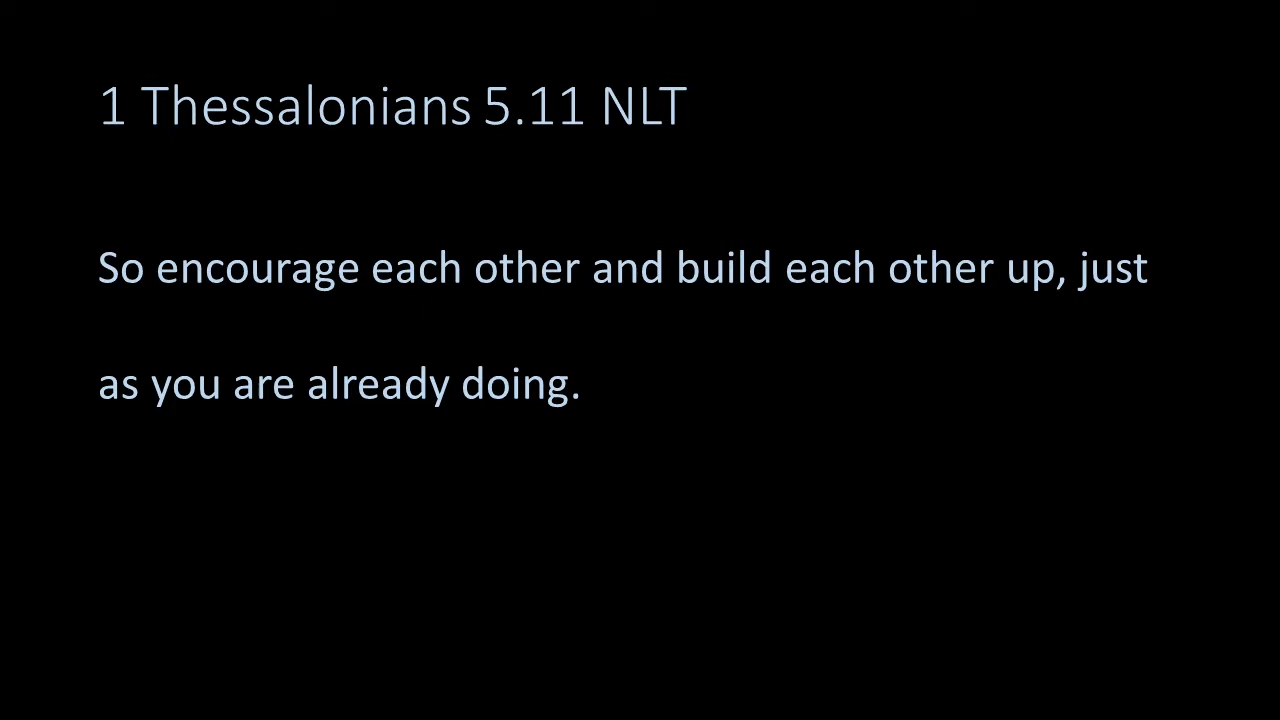 1 Thessalonians 5.11 NLT
So encourage each other and build each other up, just
as you are already doing.